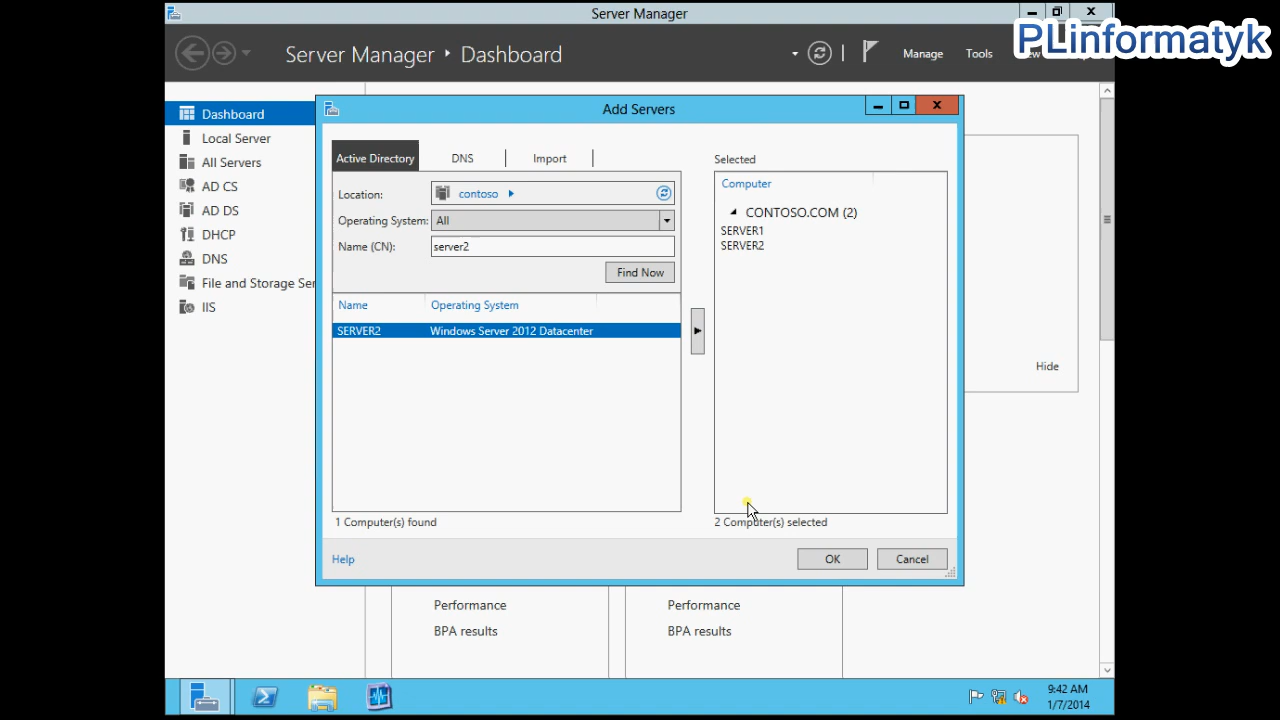 Server Manager
PLinformatyk
Server Manager • Dashboard
Manage
Tools
Dashboard
Local Server
All Servers
AD CS
AD DS
DHCP
DNS
File and Storage Ser
IIS
Add Servers
Active Directory
DNS
Import
Location:
contoso
Operating System:
All
Name (CN):
server2
Find Now
Name
Operating System
SERVER2
Windows Server 2012 Datacenter
1 Computer(s) found
Selected
Computer
CONTOSO.COM (2)
SERVER1
SERVER2
2 Computer(s) selected
Help
OK
Cancel
Hide
Performance
BPA results
Performance
BPA results
9:42 AM
1/7/2014